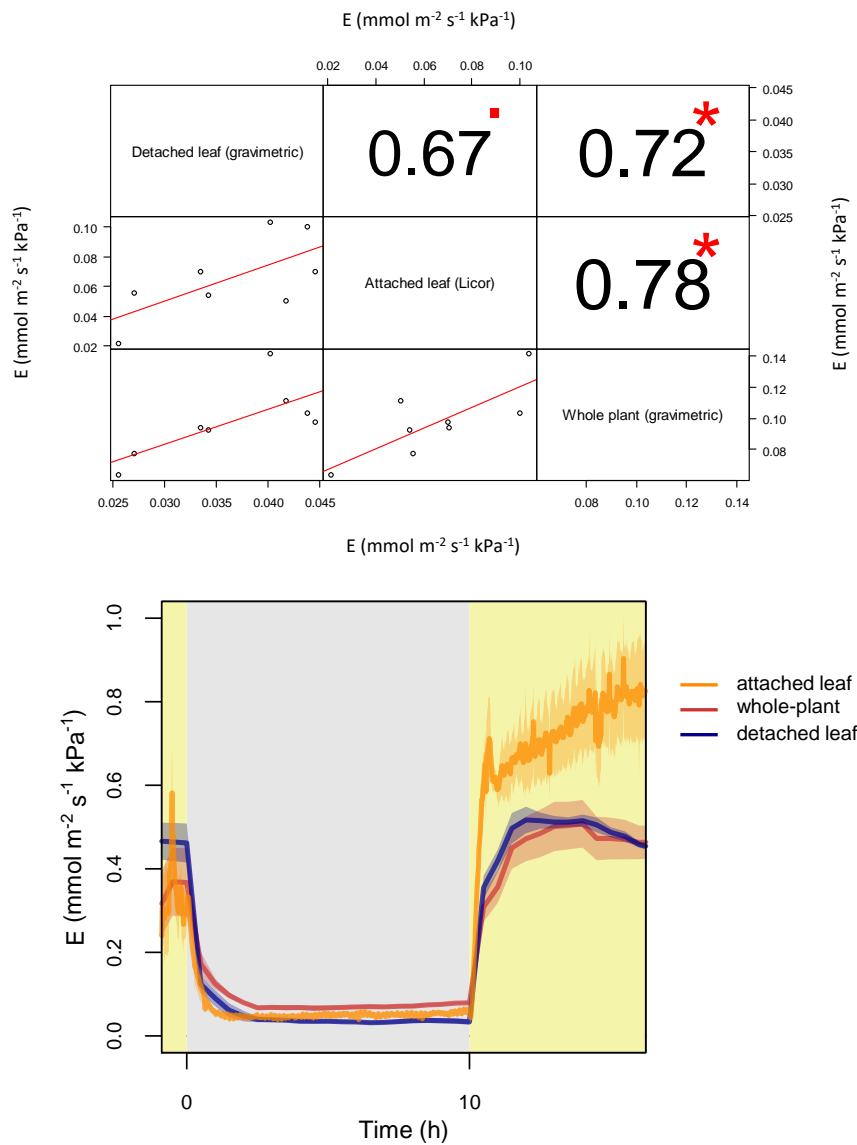 E (mmol m⁻² s⁻¹ kPa⁻¹)
0.02 0.04 0.06 0.08 0.10
Detached leaf (gravimetric)
0.67
0.72*
0.045
0.040
0.035
0.030
0.025
E (mmol m⁻² s⁻¹ kPa⁻¹)
E (mmol m⁻² s⁻¹ kPa⁻¹)
0.10
0.08
0.06
0.04
0.02
Attached leaf (Licor)
0.78*
Whole plant (gravimetric)
0.14
0.12
0.10
0.08
0.025 0.030 0.035 0.040 0.045
0.08 0.10 0.12 0.14
E (mmol m⁻² s⁻¹ kPa⁻¹)
1.0
0.8
0.6
0.4
0.2
0.0
E (mmol m⁻² s⁻¹ kPa⁻¹)
attached leaf
whole-plant
detached leaf
0 10
Time (h)